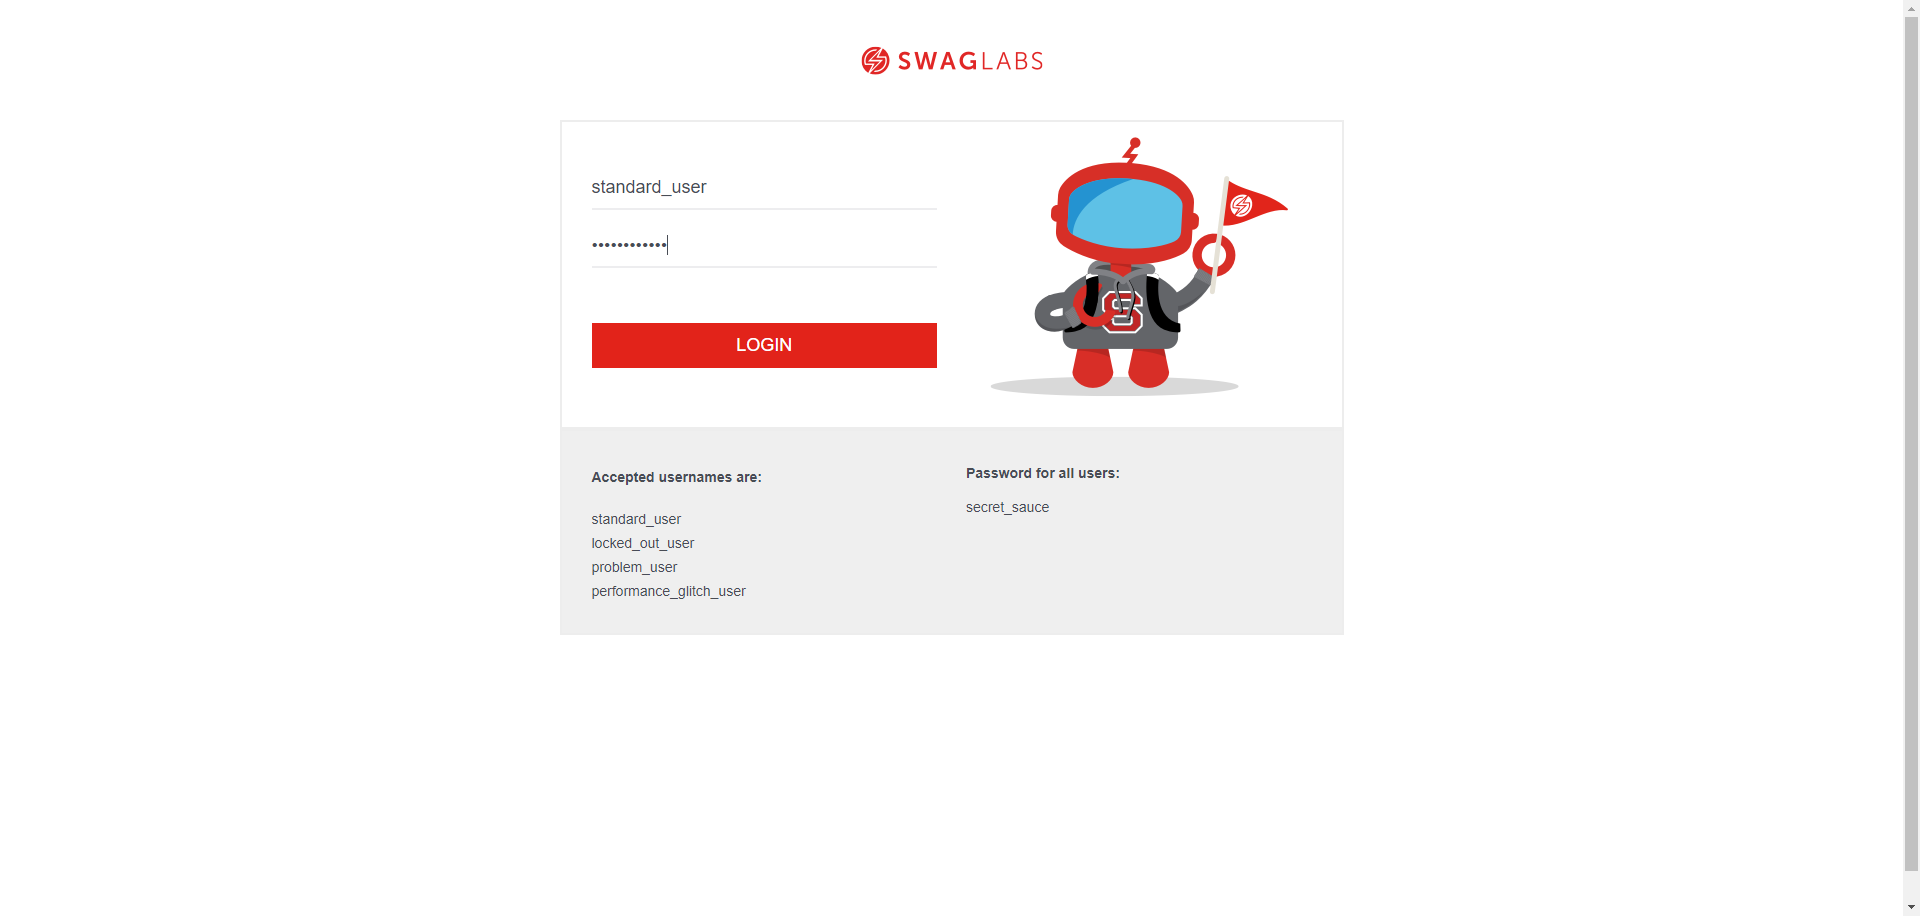 SWAGLABS
standard_user
••••••••••••
LOGIN
Accepted usernames are:
standard_user
locked_out_user
problem_user
performance_glitch_user
Password for all users:
secret_sauce
S